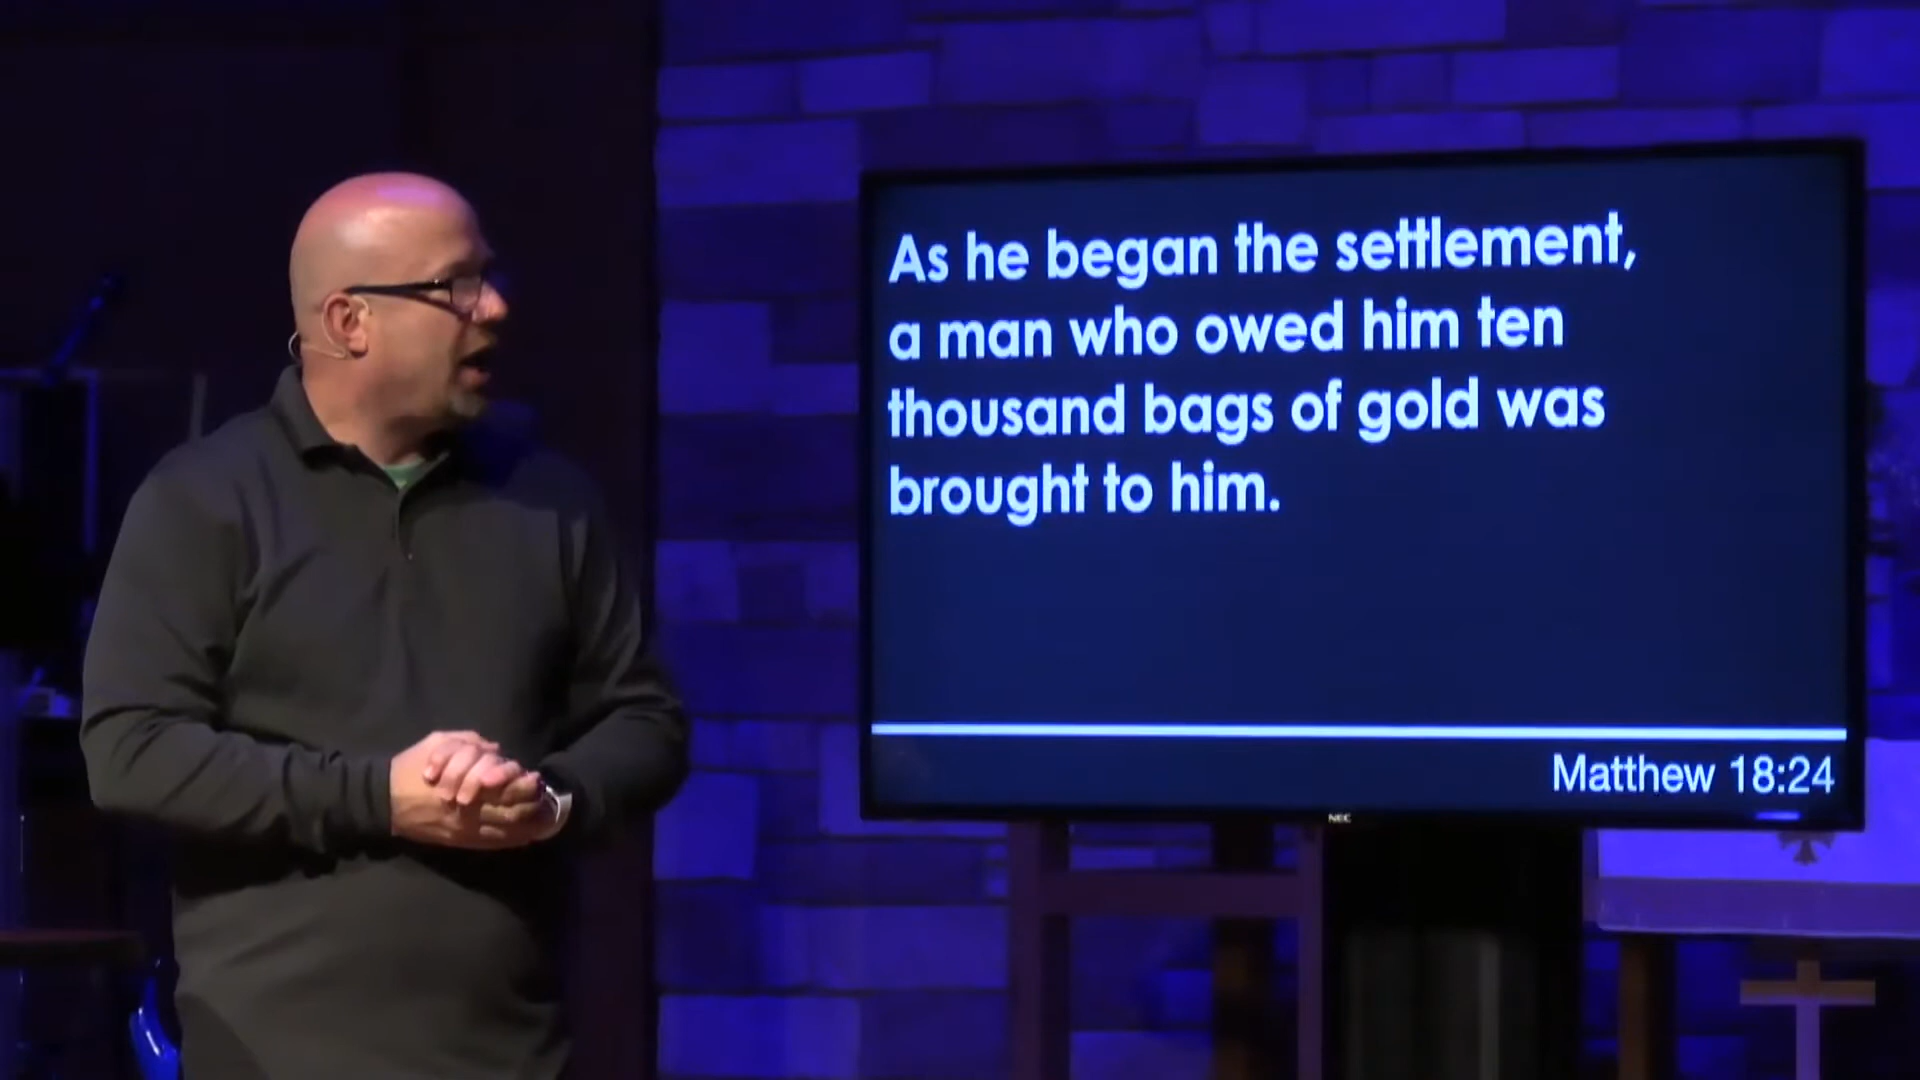 As he began the settlement,
a man who owed him ten
thousand bags of gold was
brought to him.
Matthew 18:24
NEC